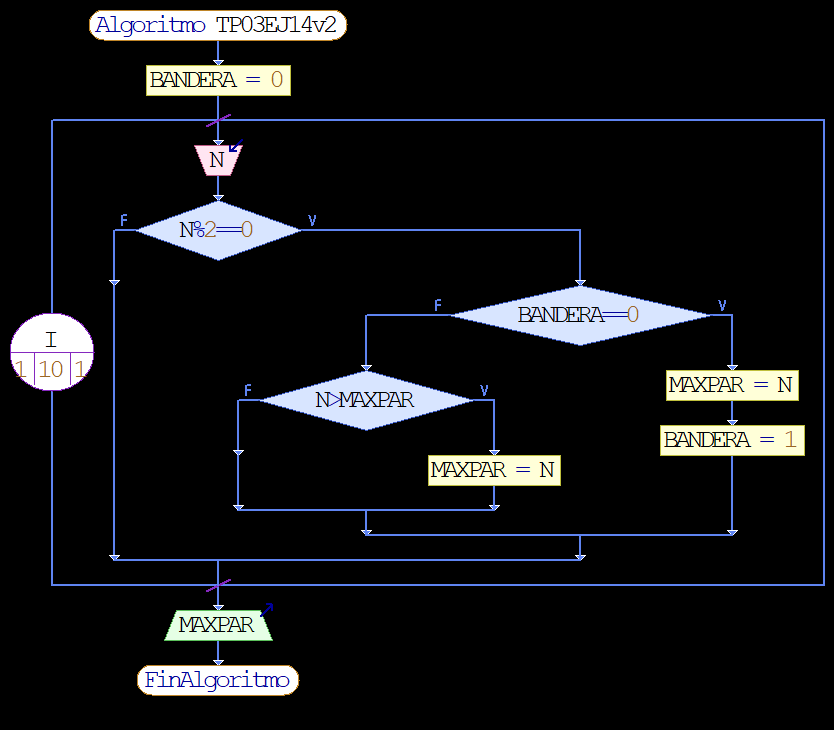 Algoritmo TP03EJ14v2
BANDERA = 0
N
F
N%2==0
V
F
BANDERA==0
V
I
1 10 1
F
N>MAXPAR
V
MAXPAR = N
MAXPAR = N
BANDERA = 1
MAXPAR
FinAlgoritmo